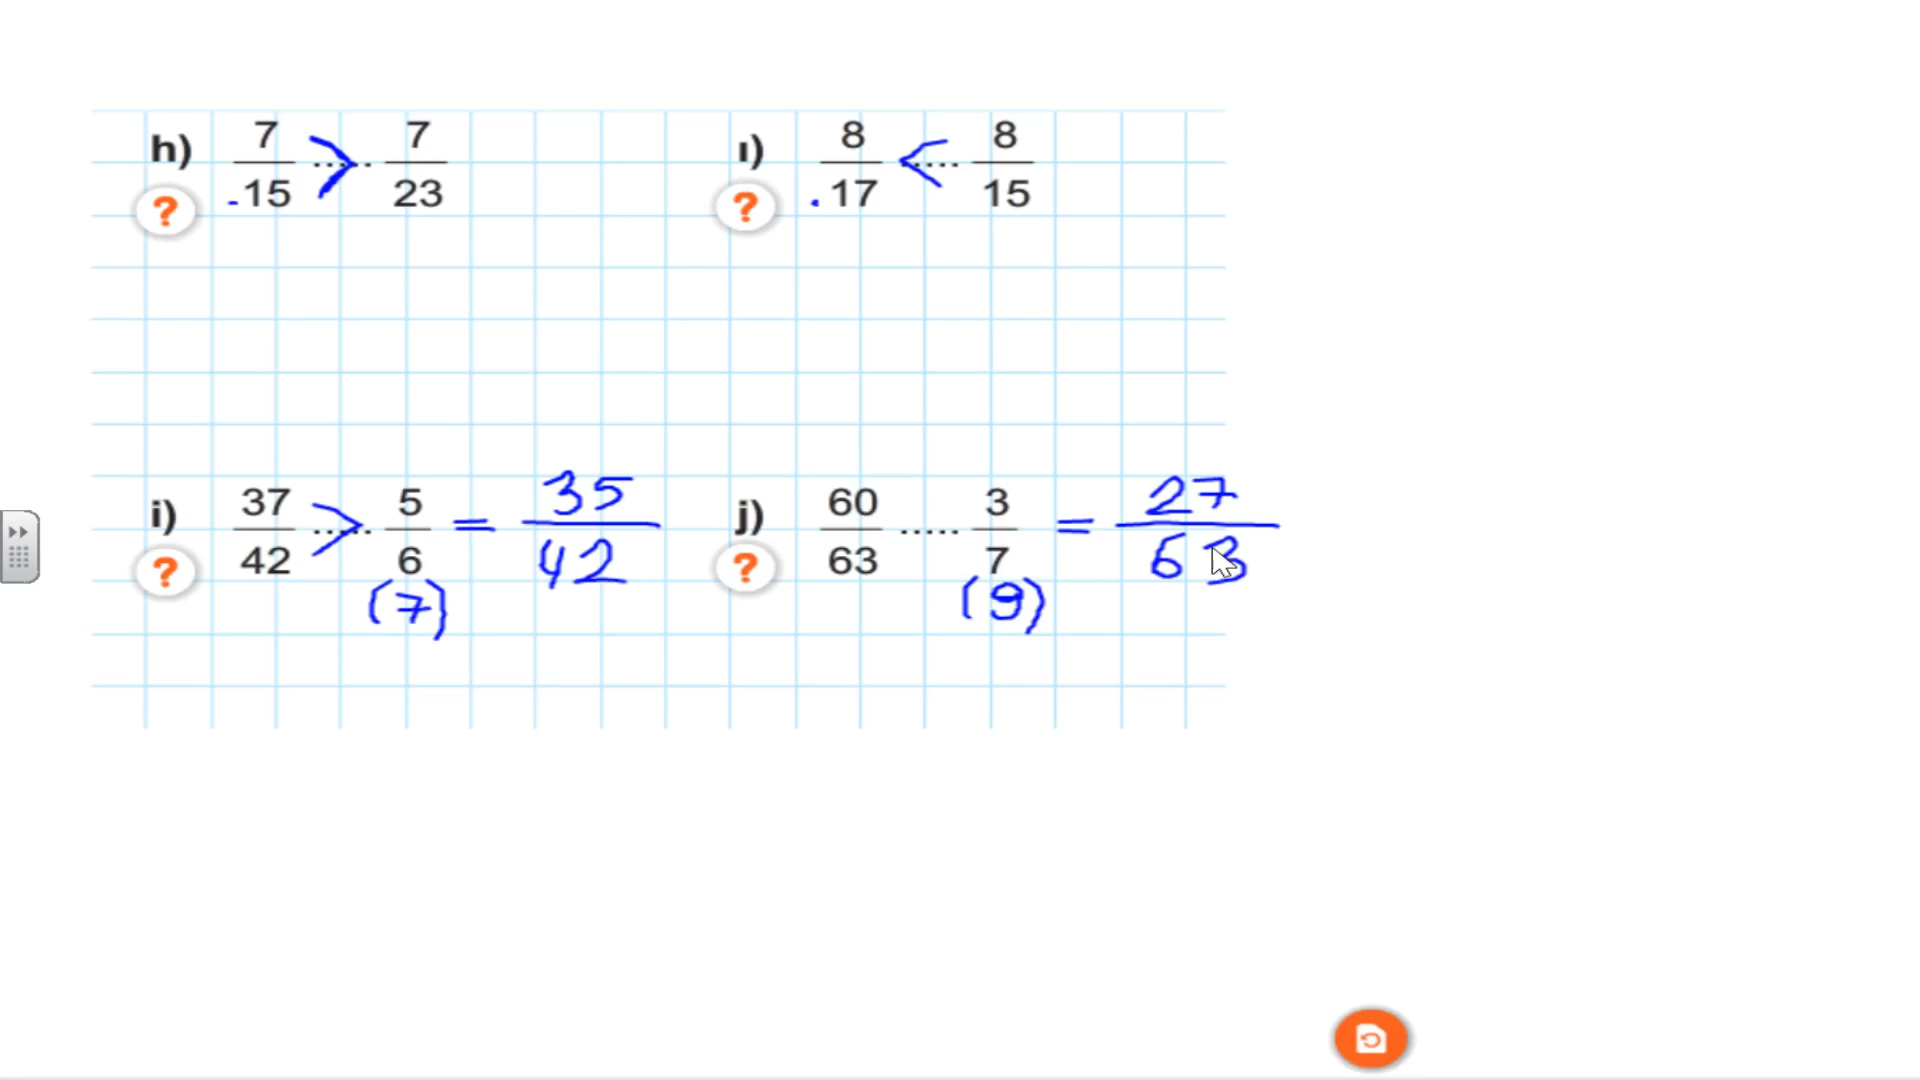 h) 7/15 > 7/23
ı) 8/17 < 8/15
i) 37/42 > 5/6 = 35/42
(7)
j) 60/63 ..... 3/7 = 27/63
(9)
?
?
?
?